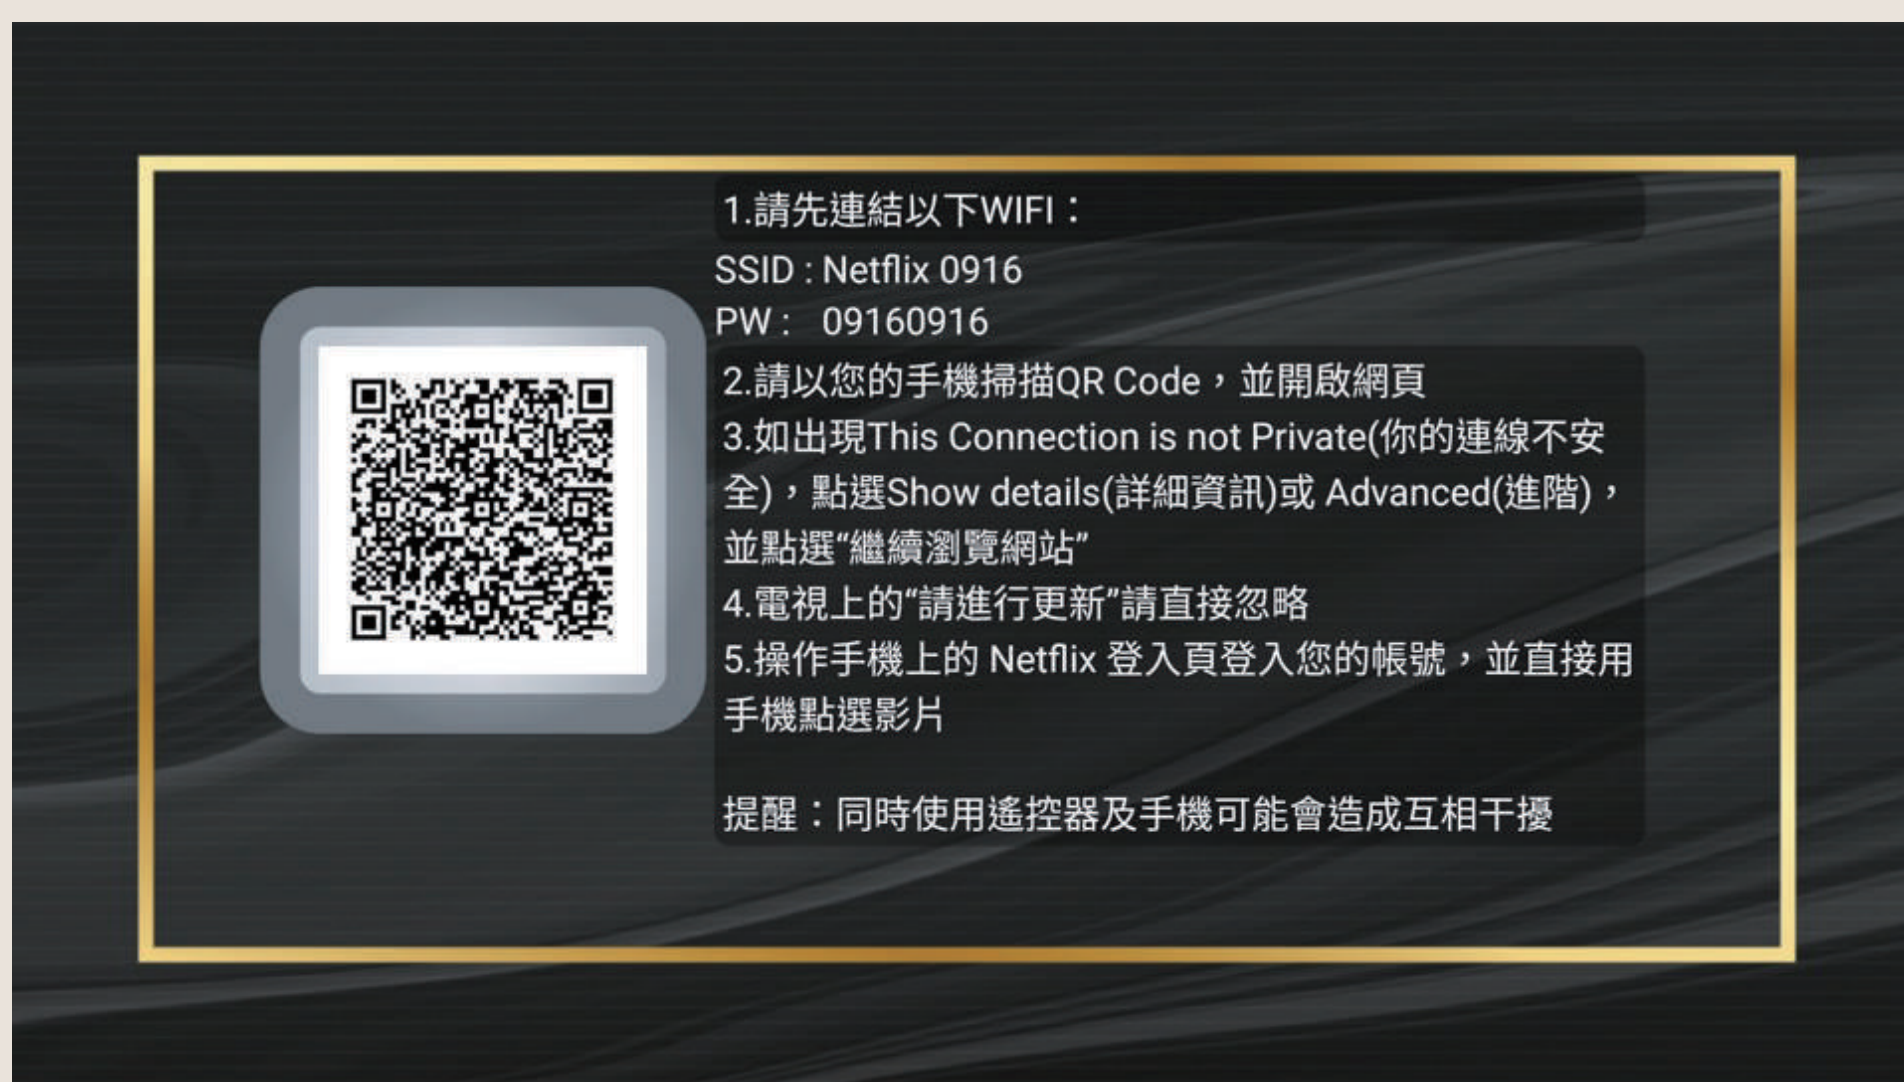 1.請先連結以下WIFI：
SSID : Netflix 0916
PW :   09160916
2.請以您的手機掃描QR Code，並開啟網頁
3.如出現This Connection is not Private(你的連線不安
全)，點選Show details(詳細資訊)或 Advanced(進階)，
並點選“繼續瀏覽網站”
4.電視上的“請進行更新”請直接忽略
5.操作手機上的 Netflix 登入頁登入您的帳號，並直接用
手機點選影片
提醒：同時使用遙控器及手機可能會造成互相干擾